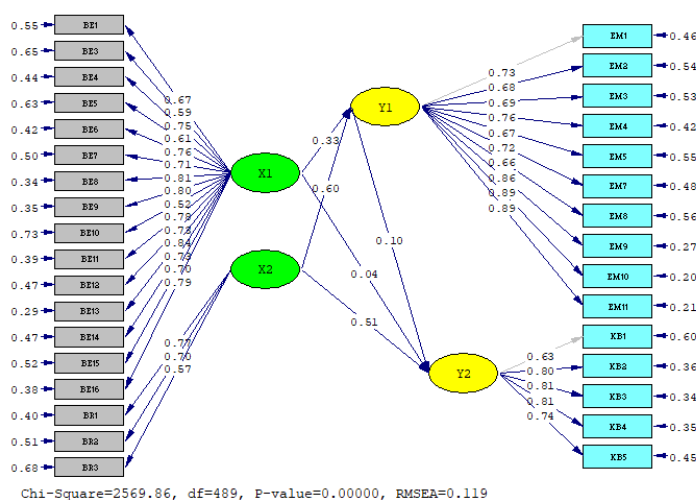 0.55 BE1
0.65 BE3
0.44 BE4
0.63 BE5
0.42 BE6
0.50 BE7
0.34 BE8
0.35 BE9
0.73 BE10
0.39 BE11
0.47 BE12
0.29 BE13
0.47 BE14
0.52 BE15
0.38 BE16
0.40 BR1
0.51 BR2
0.68 BR3
0.67
0.59
0.75
0.61
0.76
0.71
0.81
0.80
0.52
0.78
0.73
0.84
0.73
0.70
0.79
0.77
0.70
0.57
X1
X2
0.33
0.60
0.10
0.04
0.51
Y1
Y2
0.73
0.68
0.69
0.76
0.67
0.72
0.66
0.86
0.89
0.89
0.63
0.80
0.81
0.81
0.74
EM1 0.46
EM2 0.54
EM3 0.53
EM4 0.42
EM5 0.55
EM7 0.48
EM8 0.56
EM9 0.27
EM10 0.20
EM11 0.21
KB1 0.60
KB2 0.36
KB3 0.34
KB4 0.35
KB5 0.45
Chi-Square=2569.86, df=489, P-value=0.00000, RMSEA=0.119